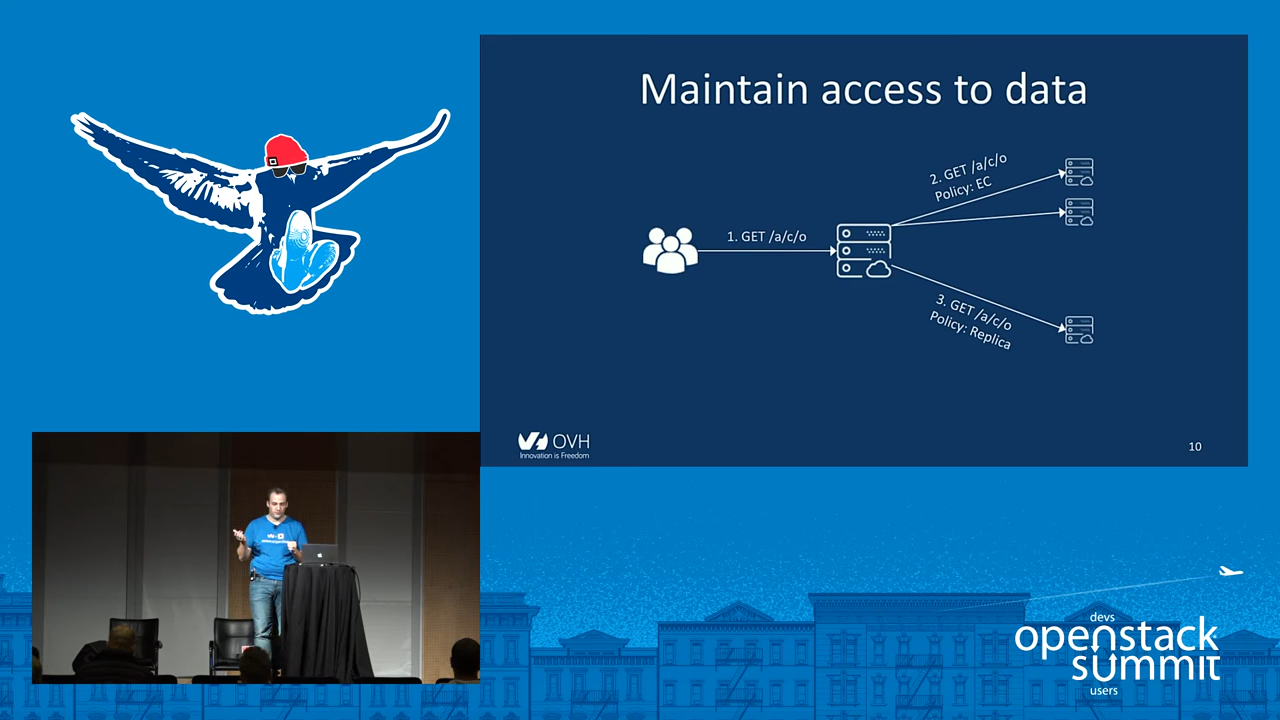 Maintain access to data
1. GET /a/c/o
2. GET /a/c/o
Policy: EC
3. GET /a/c/o
Policy: Replica
OVH
Innovation is Freedom
10
devs
openstack
summit
users